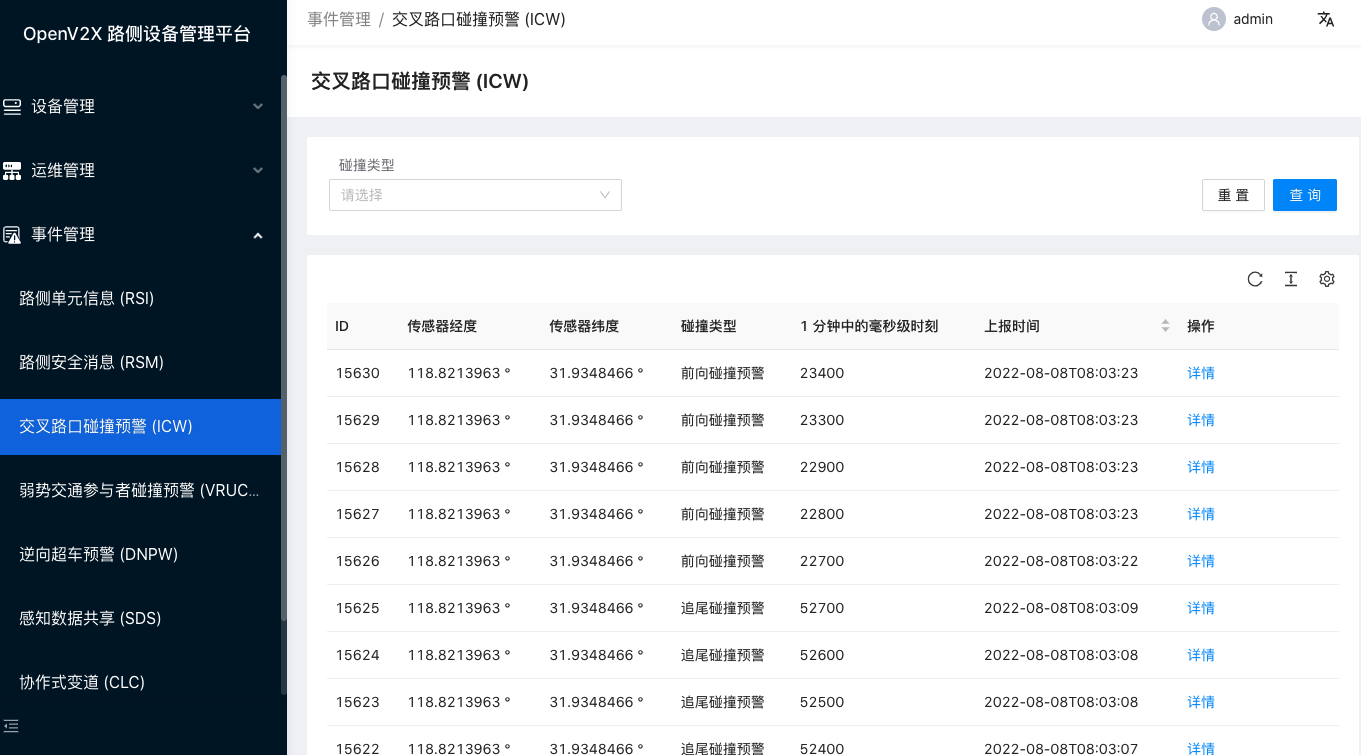 OpenV2X 路侧设备管理平台
设备管理
运维管理
事件管理
路侧单元信息 (RSI)
路侧安全消息 (RSM)
交叉路口碰撞预警 (ICW)
弱势交通参与者碰撞预警 (VRUC...
逆向超车预警 (DNPW)
感知数据共享 (SDS)
协作式变道 (CLC)
事件管理 / 交叉路口碰撞预警 (ICW)
admin
交叉路口碰撞预警 (ICW)
碰撞类型
请选择
重 置 查 询
ID 传感器经度 传感器纬度 碰撞类型 1 分钟中的毫秒级时刻 上报时间 操作
15630 118.8213963 ° 31.9348466 ° 前向碰撞预警 23400 2022-08-08T08:03:23 详情
15629 118.8213963 ° 31.9348466 ° 前向碰撞预警 23300 2022-08-08T08:03:23 详情
15628 118.8213963 ° 31.9348466 ° 前向碰撞预警 22900 2022-08-08T08:03:23 详情
15627 118.8213963 ° 31.9348466 ° 前向碰撞预警 22800 2022-08-08T08:03:23 详情
15626 118.8213963 ° 31.9348466 ° 前向碰撞预警 22700 2022-08-08T08:03:22 详情
15625 118.8213963 ° 31.9348466 ° 追尾碰撞预警 52700 2022-08-08T08:03:09 详情
15624 118.8213963 ° 31.9348466 ° 追尾碰撞预警 52600 2022-08-08T08:03:08 详情
15623 118.8213963 ° 31.9348466 ° 追尾碰撞预警 52500 2022-08-08T08:03:08 详情
15622 118.8213963 ° 31.9348466 ° 追尾碰撞预警 52400 2022-08-08T08:03:07 详情